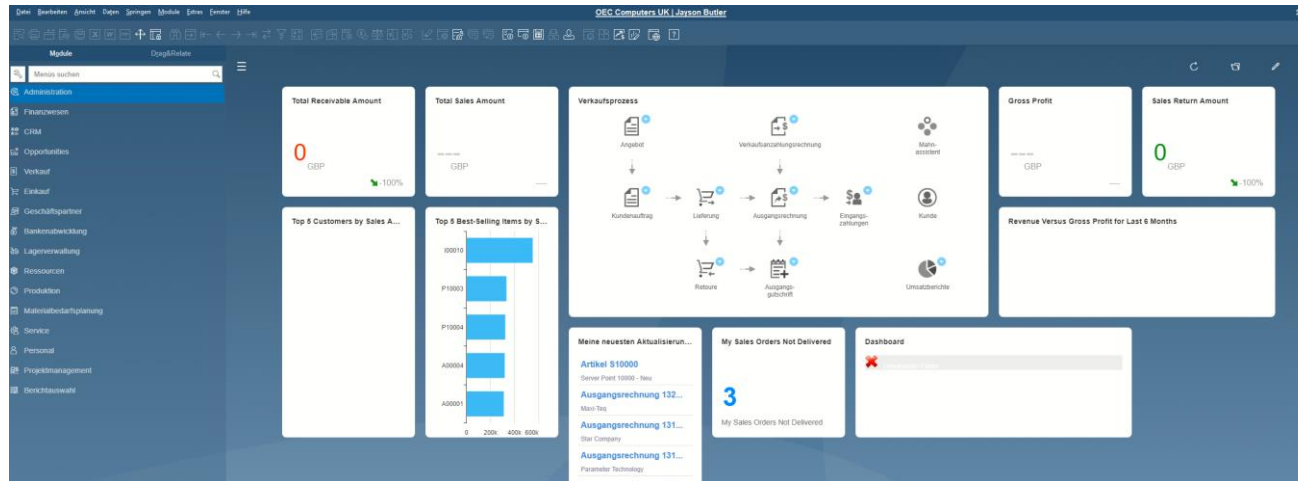 Datei Bearbeiten Ansicht Daten Springen Module Extras Fenster Hilfe
OEC Computers UK | Jayson Butler
Module Drag&Relate
Menüs suchen
Administration
Finanzwesen
CRM
Opportunities
Verkauf
Einkauf
Geschäftspartner
Bankenabwicklung
Lagerverwaltung
Ressourcen
Produktion
Materialbedarfsplanung
Service
Personal
Projektmanagement
Berichtauswahl
Total Receivable Amount
0
GBP
-100%
Total Sales Amount
---
GBP
----
Verkaufsprozess
Angebot
Verkaufsanzahlungsrechnung
Mahn-
assistent
Kundenauftrag
Lieferung
Ausgangsrechnung
Eingangs-
zahlungen
Kunde
Retoure
Ausgangs-
gutschrift
Umsatzberichte
Gross Profit
---
GBP
----
Sales Return Amount
0
GBP
-100%
Top 5 Customers by Sales A...
Top 5 Best-Selling Items by S...
I00010
P10003
P10004
A00004
A00001
0 200k 400k 600k
Revenue Versus Gross Profit for Last 6 Months
Meine neuesten Aktualisierun...
Artikel S10000
Server Point 10000 - Neu
Ausgangsrechnung 132...
Maxi-Teq
Ausgangsrechnung 131...
Star Company
Ausgangsrechnung 131...
Parameter Technology
My Sales Orders Not Delivered
3
My Sales Orders Not Delivered
Dashboard